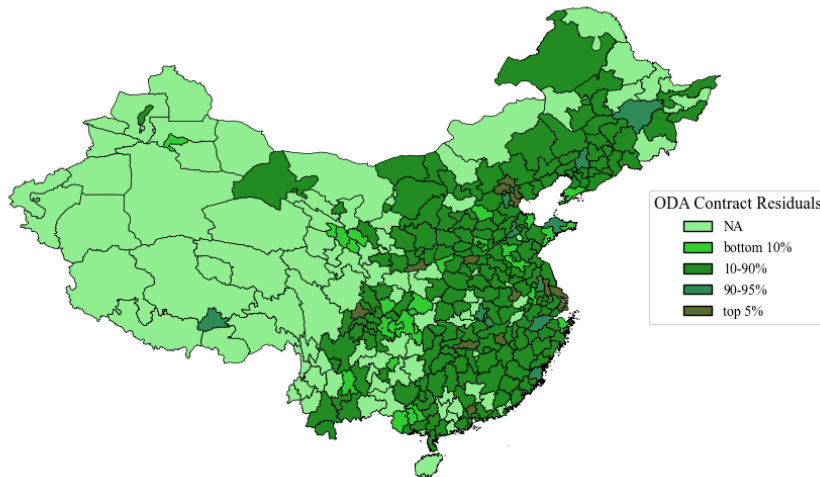 ODA Contract Residuals
NA
bottom 10%
10-90%
90-95%
top 5%